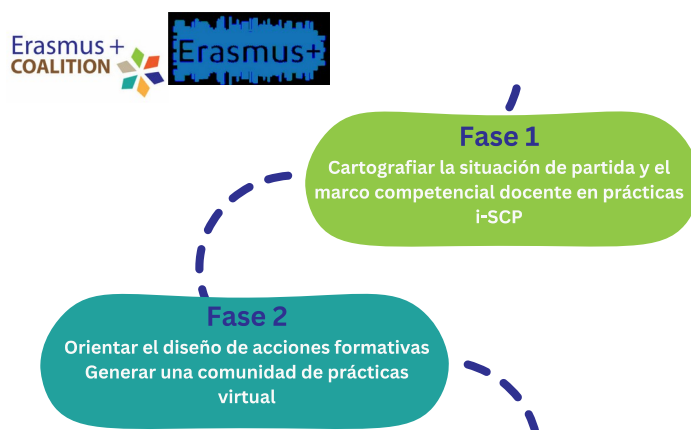 Erasmus +
COALITION
Erasmus+
Fase 1
Cartografiar la situación de partida y el
marco competencial docente en prácticas
i-SCP
Fase 2
Orientar el diseño de acciones formativas
Generar una comunidad de prácticas
virtual